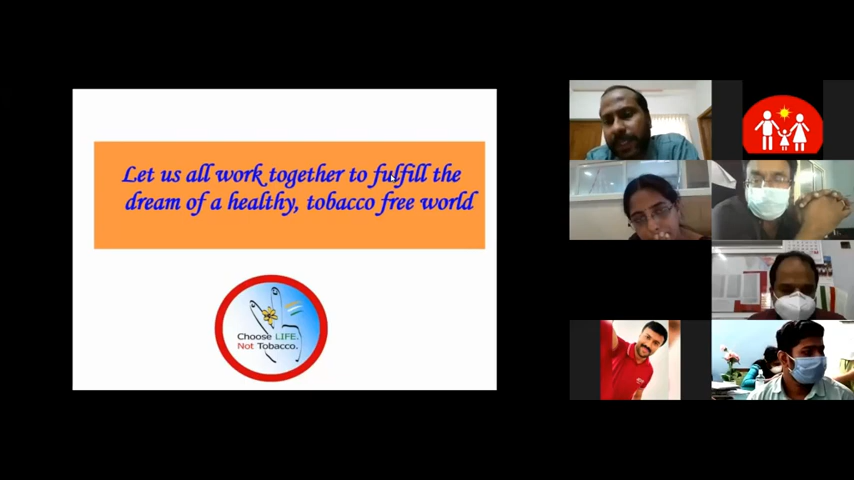 Let us all work together to fulfill the
dream of a healthy, tobacco free world
Choose LIFE.
Not Tobacco.